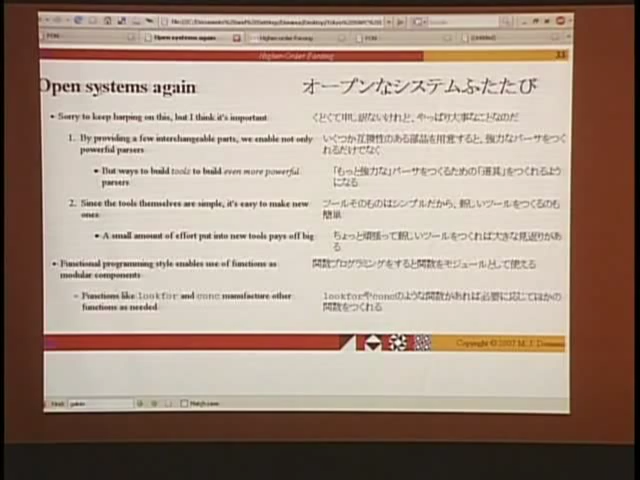 Open systems again
Higher-Order Parsing
33
Open systems again
オープンなシステムふたたび
• Sorry to keep harping on this, but I think it's important
くどくて申し訳ないけれど、やっぱり大事なことなのだ
1. By providing a few interchangeable parts, we enable not only
powerful parsers
いくつか互換性のある部品を用意すると、強力なパーサをつく
れるだけでなく
• But ways to build tools to build even more powerful
parsers
「もっと強力な」パーサをつくるための「道具」をつくれるよう
になる
2. Since the tools themselves are simple, it's easy to make new
ones
ツールそのものはシンプルだから、新しいツールをつくるのも
簡単
• A small amount of effort put into new tools pays off big
ちょっと頑張って新しいツールをつくれば大きな見返りがあ
る
• Functional programming style enables use of functions as
modular components
関数プログラミングをすると関数をモジュールとして使える
Functions like lookfor and conc manufacture other
functions as needed
lookforやconcのような関数があれば必要に応じてほかの
関数をつくれる
Copyright © 2007 M. J. Dominus